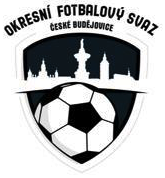 OKRESNÍ FOTBALOVÝ SVAZ
ČESKÉ BUDĚJOVICE